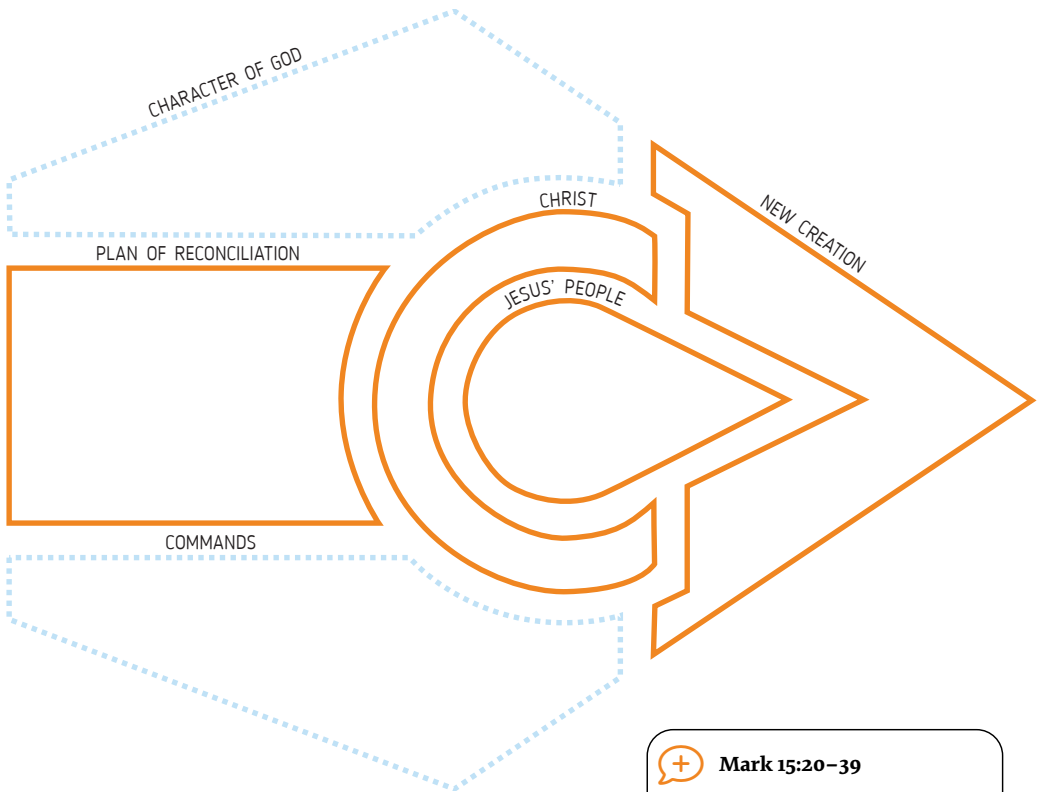 CHARACTER OF GOD
CHRIST
NEW CREATION
PLAN OF RECONCILIATION
JESUS' PEOPLE
COMMANDS
Mark 15:20–39